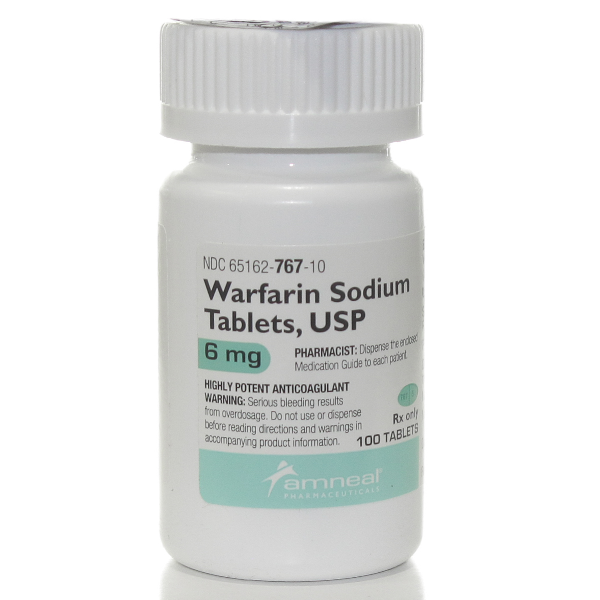 NDC 65162-767-10
Warfarin Sodium
Tablets, USP
6 mg
PHARMACIST: Dispense the enclosed
Medication Guide to each patient.
HIGHLY POTENT ANTICOAGULANT
WARNING: Serious bleeding results
from overdosage. Do not use or dispense
before reading directions and warnings in
accompanying product information.
Rx only
100 TABLETS
amneal
PHARMACEUTICALS